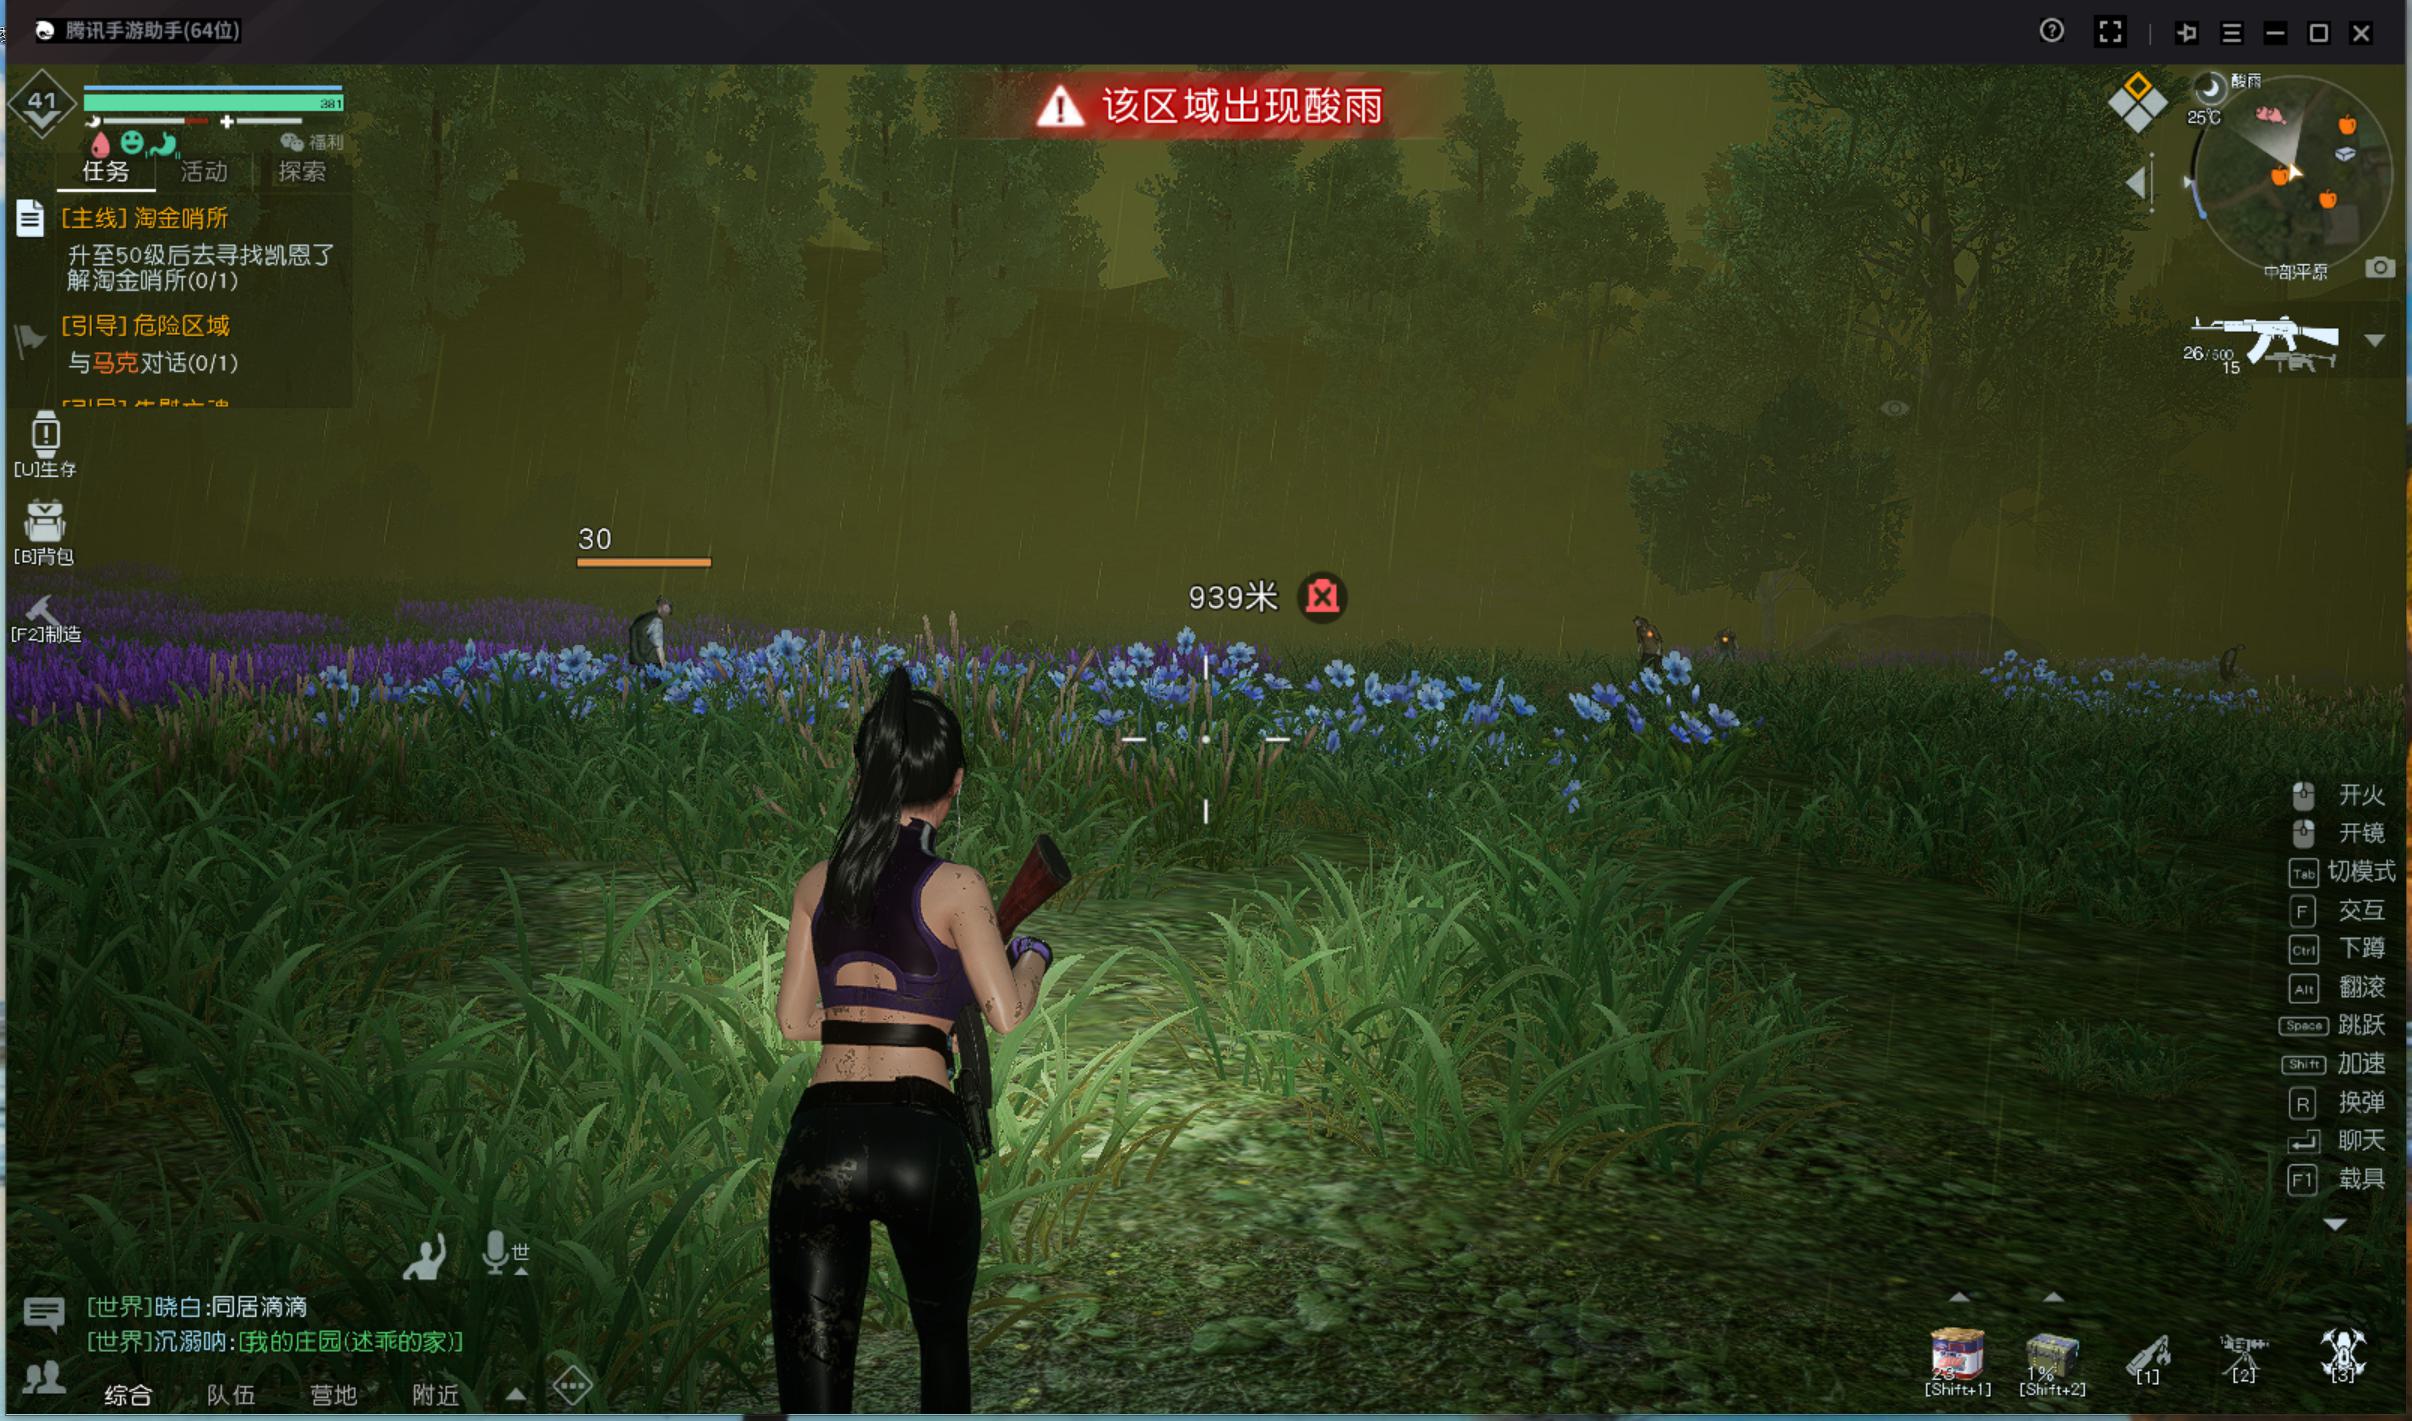 腾讯手游助手(64位)
41
381
福利
任务 活动 探索
[主线] 淘金哨所
升至50级后去寻找凯恩了
解淘金哨所(0/1)
[引导] 危险区域
与马克对话(0/1)
[U]生存
[B]背包
[F2]制造
该区域出现酸雨
酸雨
25℃
中部平原
26/500
15
30
939米
开火
开镜
Tab 切模式
F 交互
Ctrl 下蹲
Alt 翻滚
Space 跳跃
Shift 加速
R 换弹
聊天
F1 载具
世
[世界]晓白:同居滴滴
[世界]沉溺呐:[我的庄园(述乖的家)]
综合 队伍 营地 附近
23 1%
[Shift+1] [Shift+2] [1] [2] [3]